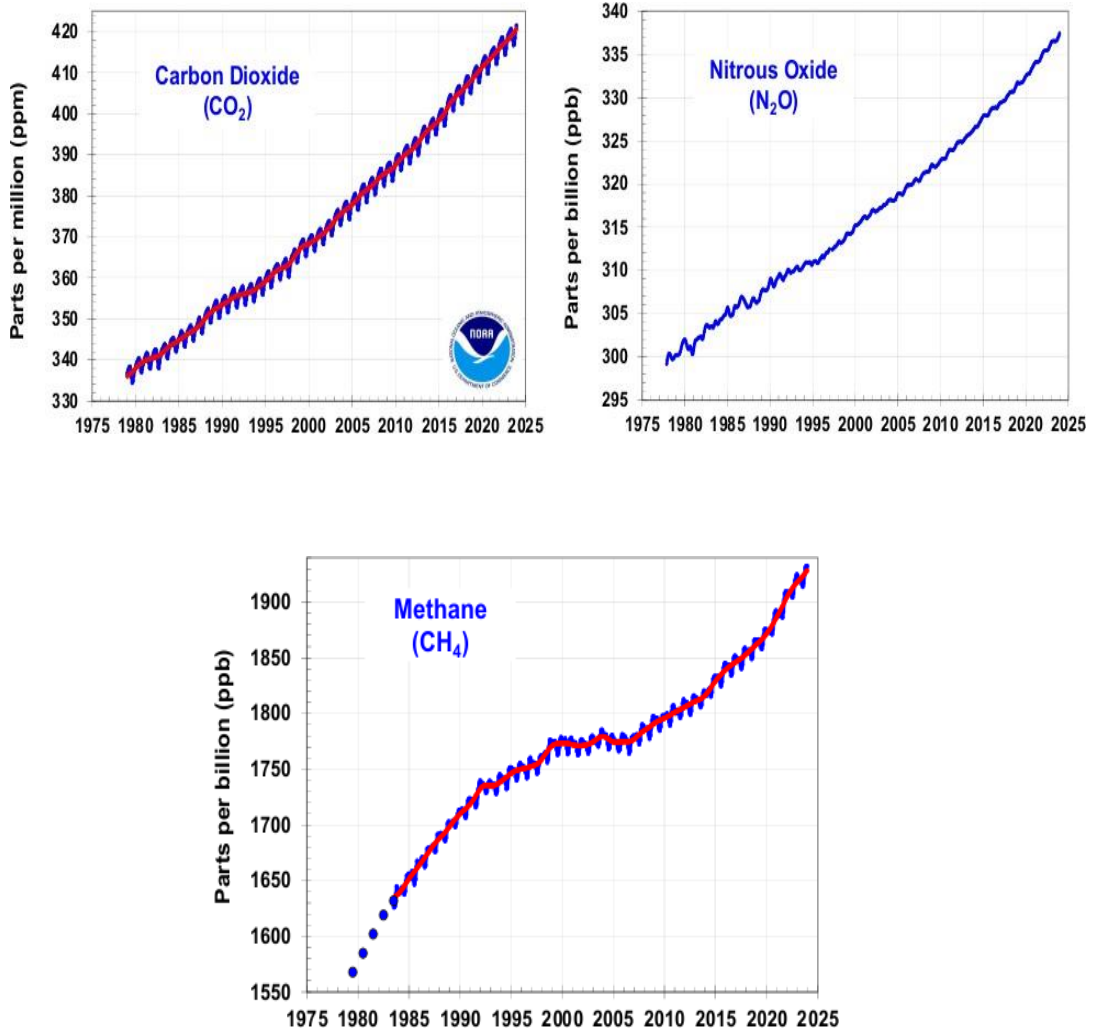 Parts per million (ppm)
420
410
400
390
380
370
360
350
340
330
Carbon Dioxide
(CO₂)
NOAA
1975 1980 1985 1990 1995 2000 2005 2010 2015 2020 2025
Parts per billion (ppb)
340
335
330
325
320
315
310
305
300
295
Nitrous Oxide
(N₂O)
1975 1980 1985 1990 1995 2000 2005 2010 2015 2020 2025
Parts per billion (ppb)
1900
1850
1800
1750
1700
1650
1600
1550
Methane
(CH₄)
1975 1980 1985 1990 1995 2000 2005 2010 2015 2020 2025